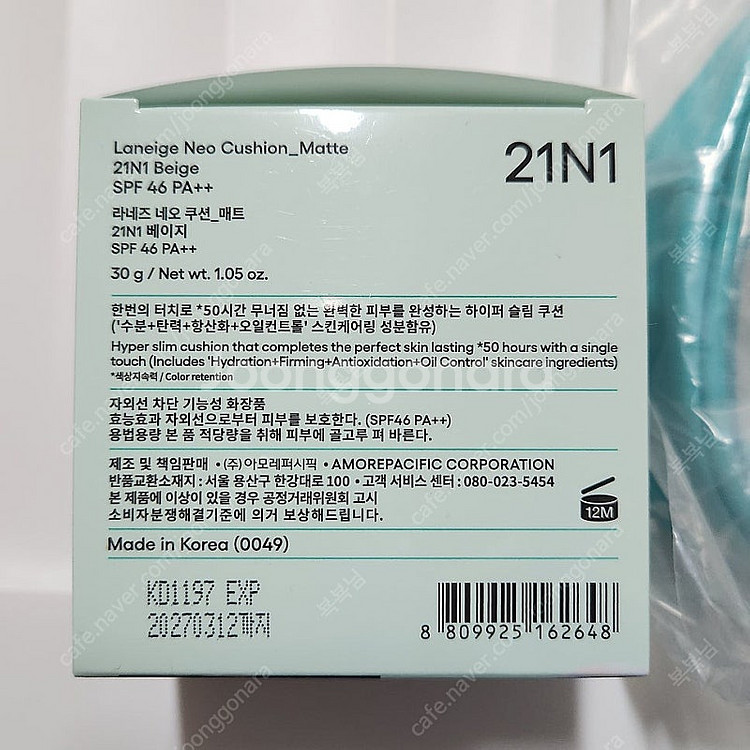 Laneige Neo Cushion_Matte
21N1 Beige
SPF 46 PA++
21N1
라네즈 네오 쿠션_매트
21N1 베이지
SPF 46 PA++
30 g / Net wt. 1.05 oz.
한번의 터치로 *50시간 무너짐 없는 완벽한 피부를 완성하는 하이퍼 슬림 쿠션
('수분+탄력+항산화+오일컨트롤' 스킨케어링 성분함유)
Hyper slim cushion that completes the perfect skin lasting *50 hours with a single
touch (Includes 'Hydration+Firming+Antioxidation+Oil Control' skincare ingredients)
*색상지속력 / Color retention
joonggonara
자외선 차단 기능성 화장품
효능효과 자외선으로부터 피부를 보호한다. (SPF46 PA++)
용법용량 본 품 적당량을 취해 피부에 골고루 펴 바른다.
제조 및 책임판매 • (주)아모레퍼시픽 • AMOREPACIFIC CORPORATION
반품교환소재지 : 서울 용산구 한강대로 100 • 고객 서비스 센터 : 080-023-5454
본 제품에 이상이 있을 경우 공정거래위원회 고시
소비자분쟁해결기준에 의거 보상해드립니다.
12M
Made in Korea (0049)
KD1197 EXP
20270312까지
8 809925 162648
cafe.naver.com/joonggonara
복복님